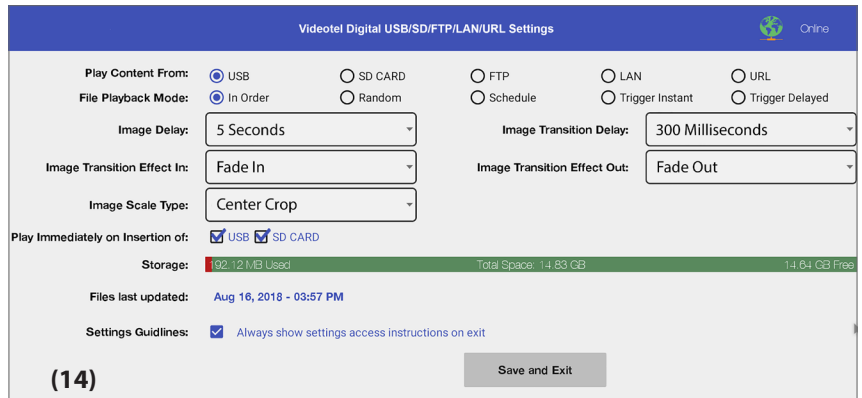 Videotel Digital USB/SD/FTP/LAN/URL Settings Online
Play Content From: USB SD CARD FTP LAN URL
File Playback Mode: In Order Random Schedule Trigger Instant Trigger Delayed
Image Delay: 5 Seconds Image Transition Delay: 300 Milliseconds
Image Transition Effect In: Fade In Image Transition Effect Out: Fade Out
Image Scale Type: Center Crop
Play Immediately on Insertion of: USB SD CARD
Storage: 192.12 MB Used Total Space: 14.83 GB 14.64 GB Free
Files last updated: Aug 16, 2018 - 03:57 PM
Settings Guidlines: Always show settings access instructions on exit
Save and Exit
(14)